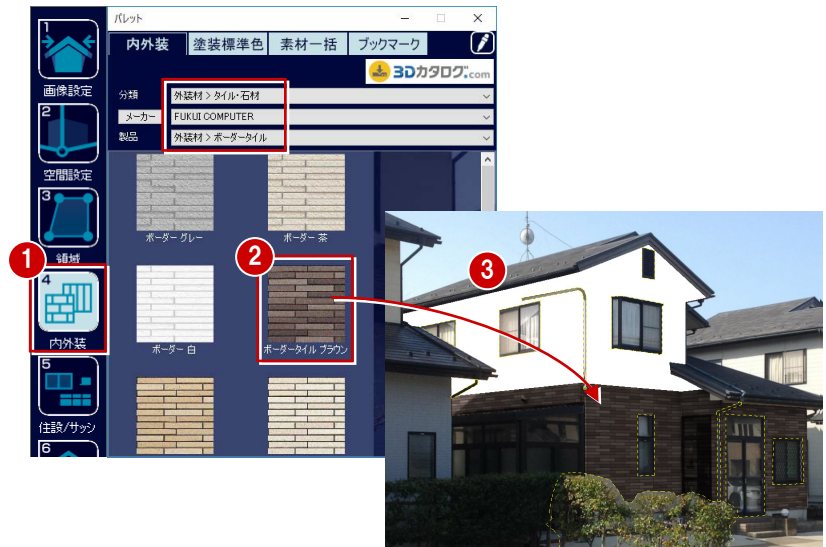 パレット
内外装 塗装標準色 素材一括 ブックマーク
3Dカタログ.com
分類 外装材 > タイル・石材
メーカー FUKUI COMPUTER
製品 外装材 > ボーダータイル
1
画像設定
2
空間設定
3
領域
4
内外装
5
住設/サッシ
6
ボーダー グレー ボーダー 茶
ボーダー 白 ボーダータイル ブラウン
1
2
3